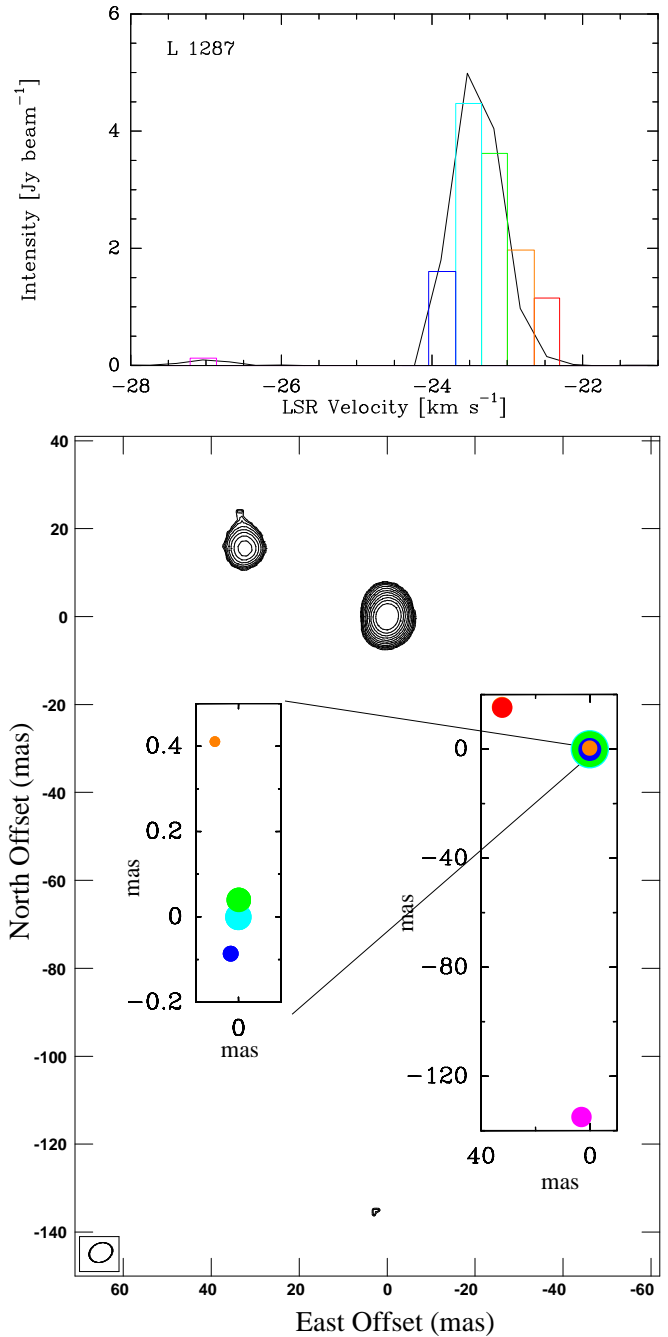 L 1287
6
4
2
0
Intensity [Jy beam−1]
−28 −26 −24 −22
LSR Velocity [km s−1]
40
20
0
-20
-40
-60
-80
-100
-120
-140
North Offset (mas)
0.4
0.2
0
−0.2
mas
0
mas
0
−40
−80
−120
mas
40 0
mas
60 40 20 0 -20 -40 -60
East Offset (mas)